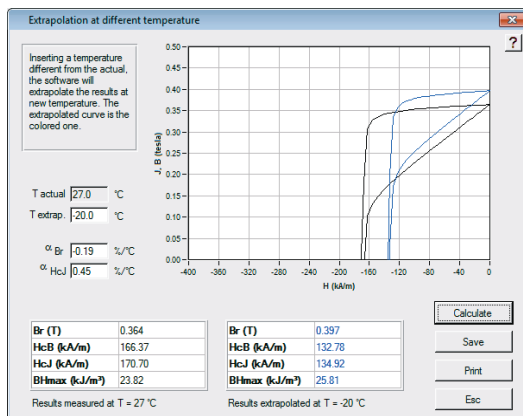 Extrapolation at different temperature
?
Inserting a temperature
different from the actual,
the software will
extrapolate the results at
new temperature. The
extrapolated curve is the
colored one.
T actual 27.0 °C
T extrap. -20.0 °C
α Br -0.19 %/°C
α HcJ 0.45 %/°C
J, B (tesla)
0.50
0.45
0.40
0.35
0.30
0.25
0.20
0.15
0.10
0.05
0.00
-400 -360 -320 -280 -240 -200 -160 -120 -80 -40 0
H (kA/m)
Br (T) 0.364
HcB (kA/m) 166.37
HcJ (kA/m) 170.70
BHmax (kJ/m³) 23.82
Results measured at T = 27 °C
Br (T) 0.397
HcB (kA/m) 132.78
HcJ (kA/m) 134.92
BHmax (kJ/m³) 25.81
Results extrapolated at T = -20 °C
Calculate
Save
Print
Esc